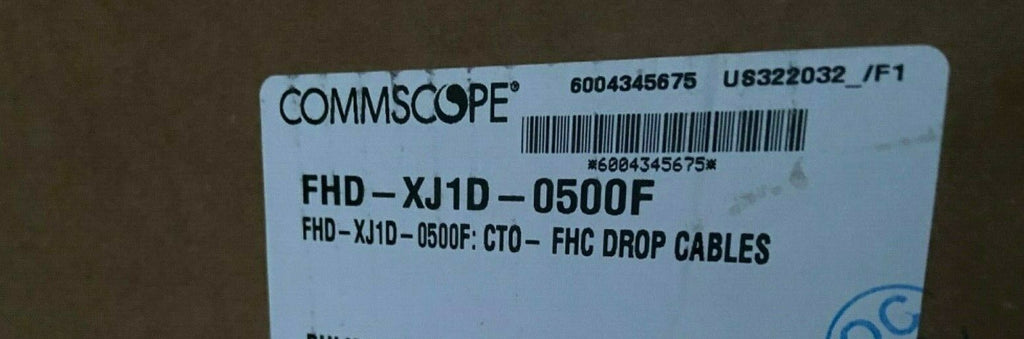 COMMSCOPE® 6004345675 US322032_/F1
*6004345675*
FHD-XJ1D-0500F
FHD-XJ1D-0500F: CTO- FHC DROP CABLES